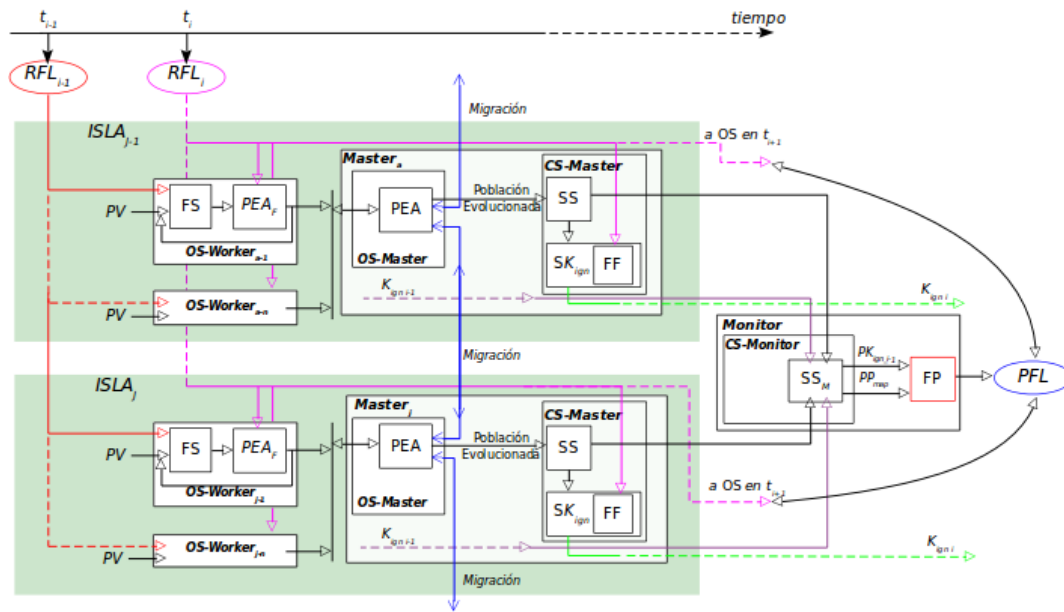 t i-1
t i
tiempo
RFL i-1
RFL i
Migración
ISLA J-1
a OS en t i+1
Master a
CS-Master
PEA
OS-Master
Población
Evolucionada
SS
SK ign
FF
FS
PEA F
PV
OS-Worker a-1
OS-Worker a-n
PV
K ign i-1
K ign i
Monitor
CS-Monitor
SS M
PK ign i-1
PP map
FP
PFL
Migración
ISLA J
Master j
CS-Master
PEA
OS-Master
Población
Evolucionada
SS
SK ign
FF
FS
PEA F
PV
OS-Worker j-1
a OS en t i+1
OS-Worker j-n
PV
K ign i-1
K ign i
Migración